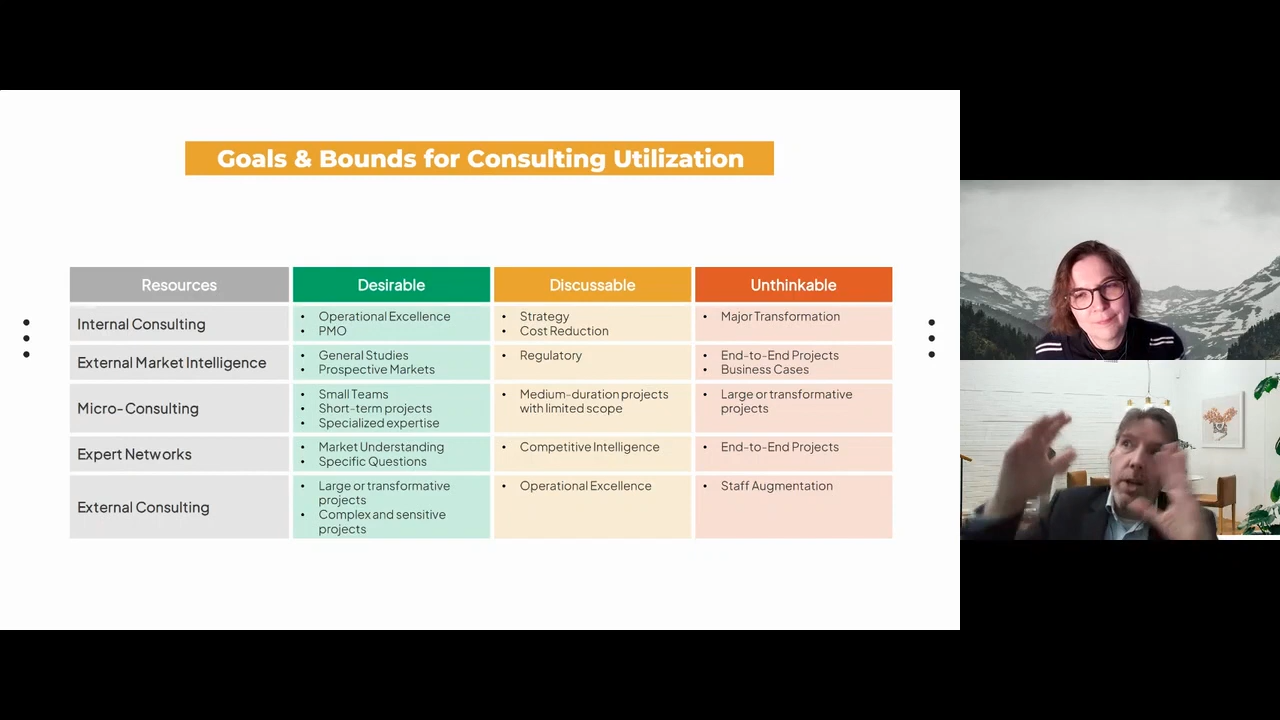 Goals & Bounds for Consulting Utilization
Resources
Desirable
Discussable
Unthinkable
Internal Consulting
• Operational Excellence
• PMO
• Strategy
• Cost Reduction
• Major Transformation
External Market Intelligence
• General Studies
• Prospective Markets
• Regulatory
• End-to-End Projects
• Business Cases
Micro-Consulting
• Small Teams
• Short-term projects
• Specialized expertise
• Medium-duration projects
with limited scope
• Large or transformative
projects
Expert Networks
• Market Understanding
• Specific Questions
• Competitive Intelligence
• End-to-End Projects
External Consulting
• Large or transformative
projects
• Complex and sensitive
projects
• Operational Excellence
• Staff Augmentation